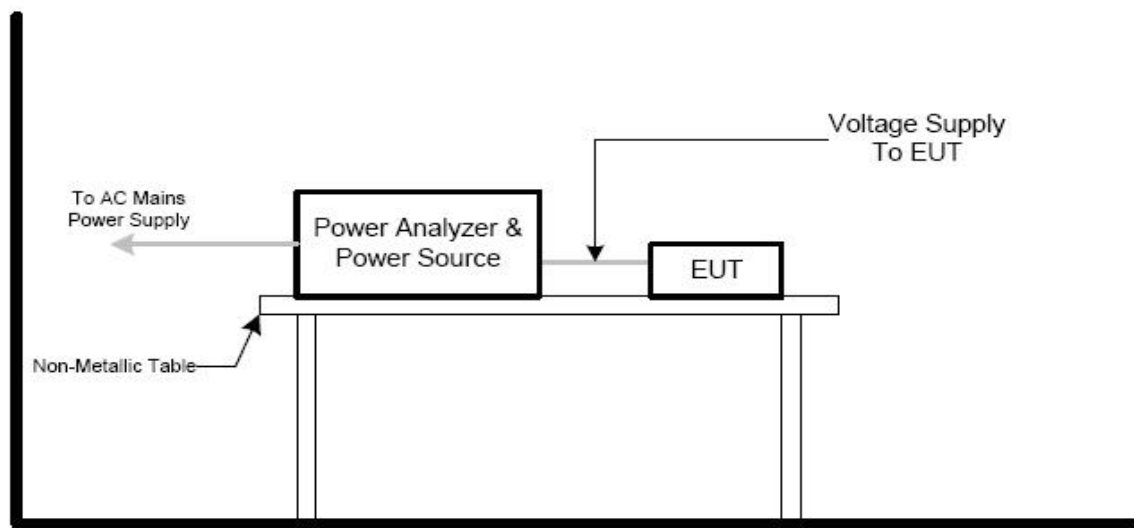 Voltage Supply
To EUT
To AC Mains
Power Supply
Power Analyzer &
Power Source
EUT
Non-Metallic Table